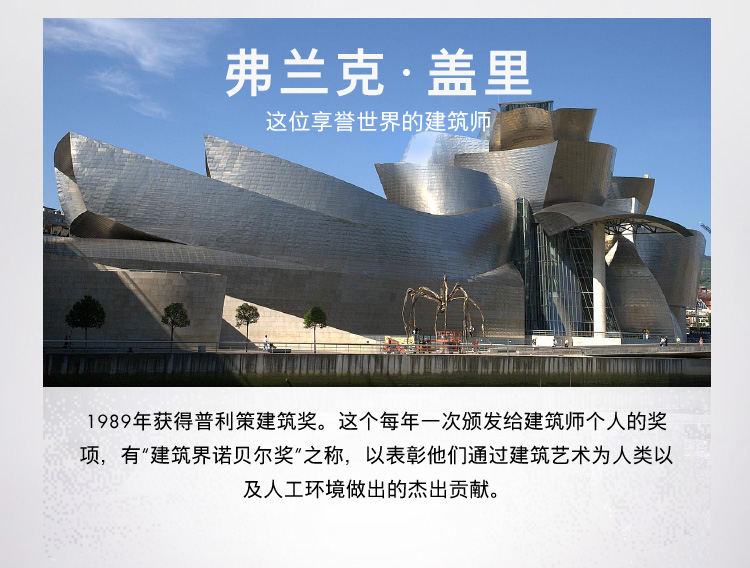 弗兰克·盖里
这位享誉世界的建筑师
1989年获得普利策建筑奖。这个每年一次颁发给建筑师个人的奖
项，有“建筑界诺贝尔奖”之称，以表彰他们通过建筑艺术为人类以
及人工环境做出的杰出贡献。